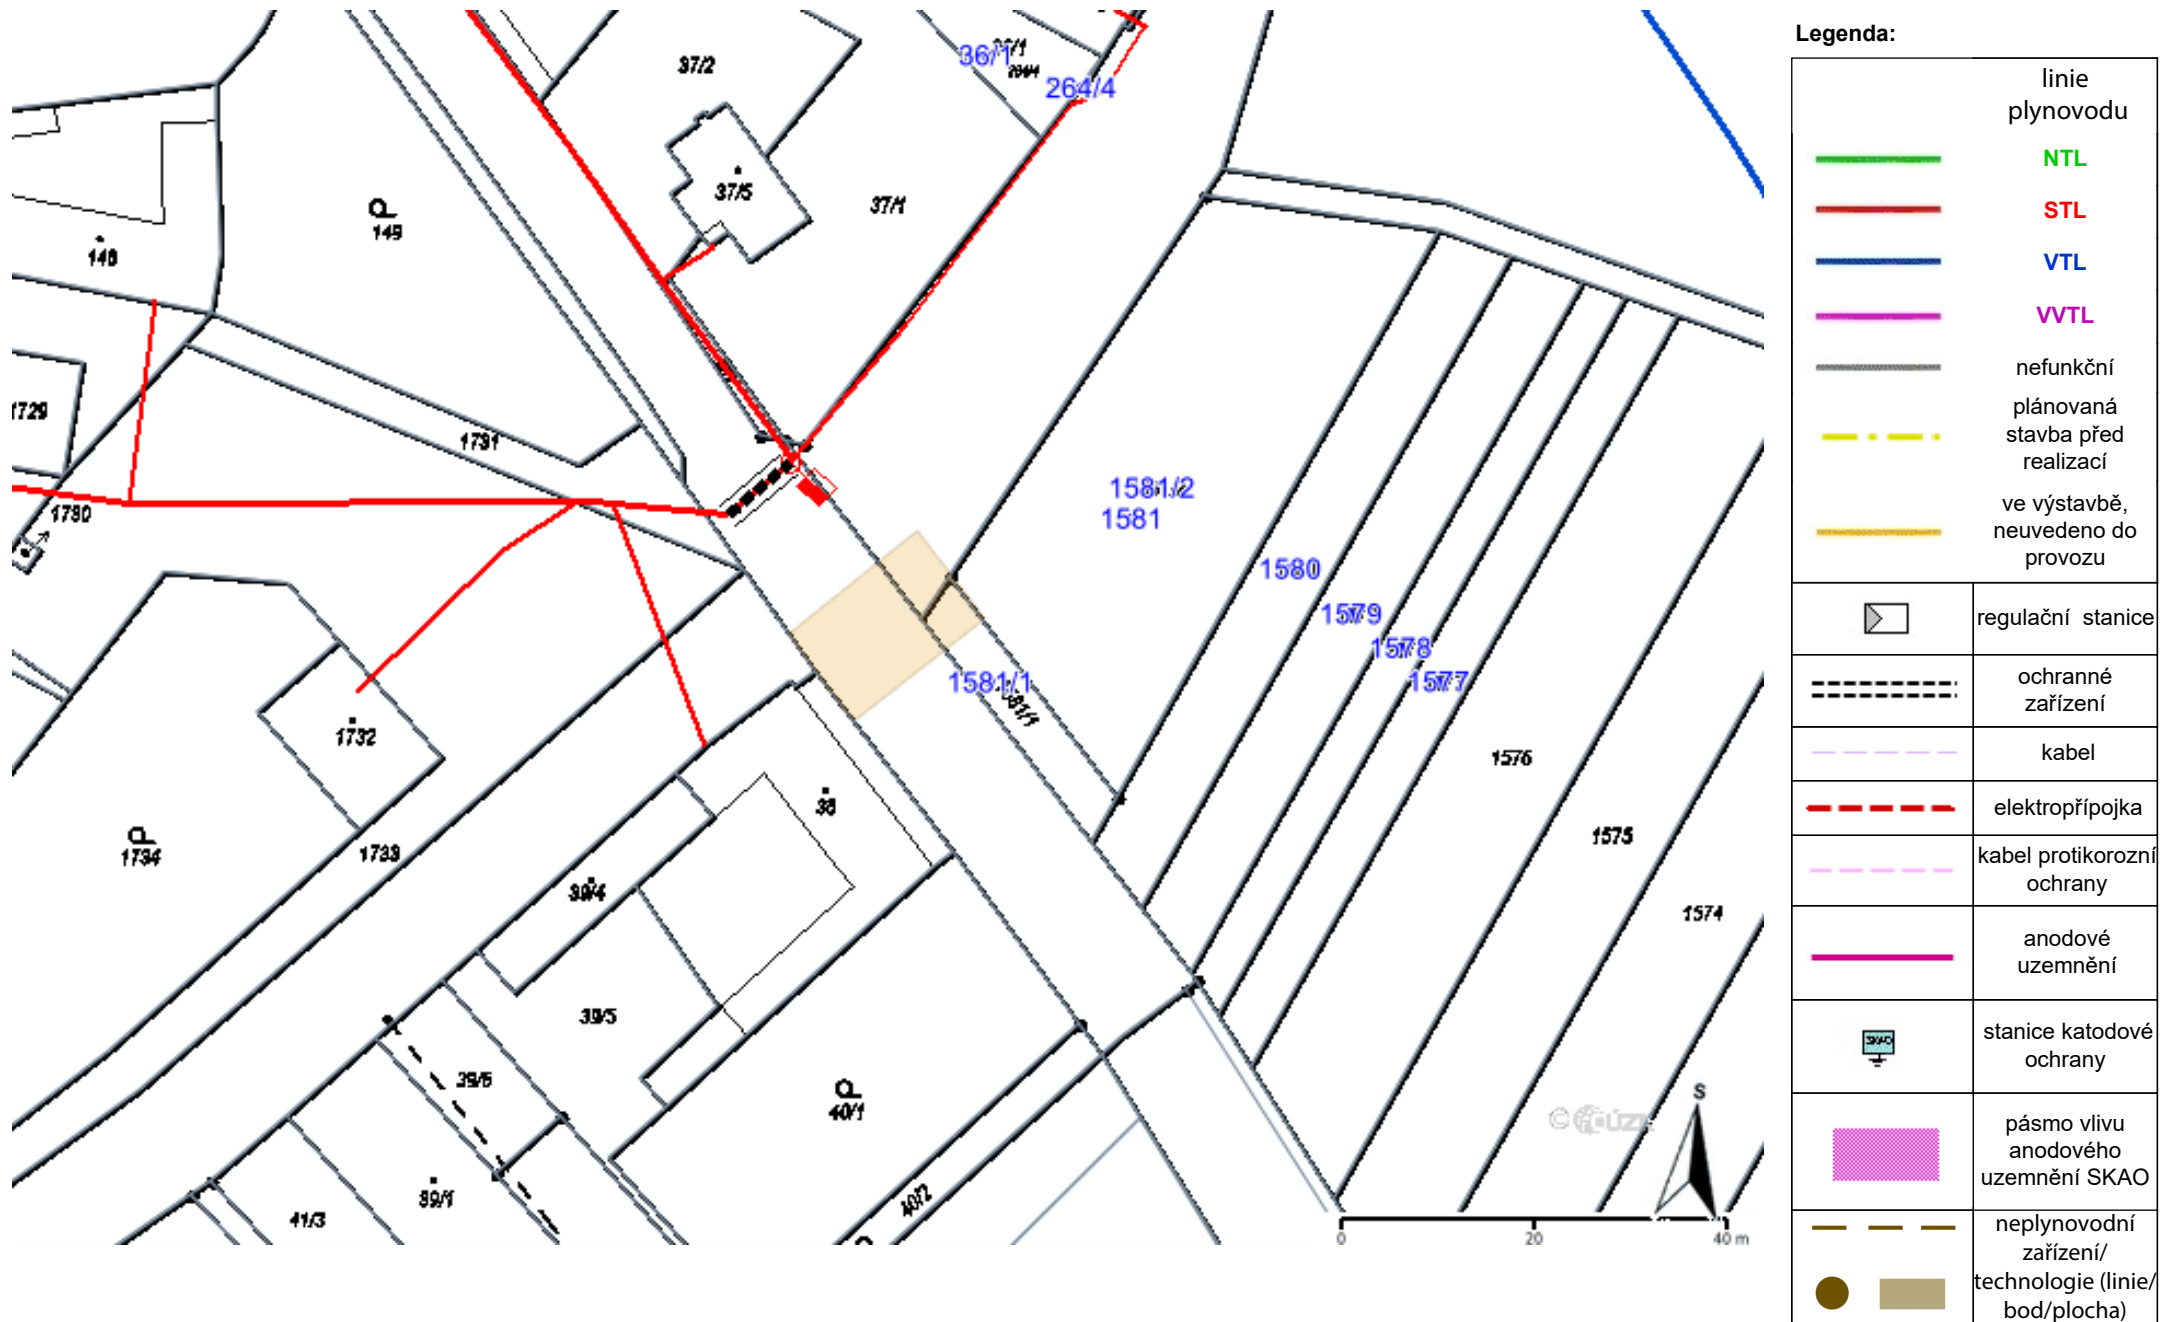 Legenda:
linie
plynovodu
NTL
STL
VTL
VVTL
nefunkční
plánovaná
stavba před
realizací
ve výstavbě,
neuvedeno do
provozu
regulační stanice
ochranné
zařízení
kabel
elektropřípojka
kabel protikorozní
ochrany
anodové
uzemnění
SKAO
stanice katodové
ochrany
pásmo vlivu
anodového
uzemnění SKAO
neplynovodní
zařízení/
technologie (linie/
bod/plocha)
37/2
36/1
264/4
37/5
37/1
149
148
1729
1731
1730
1581/2
1581
1580
1579
1578
1577
1581/1
1576
1575
1574
1732
1734
1733
38
39/4
39/5
39/6
39/1
40/1
40/2
41/3
S
0 20 40 m